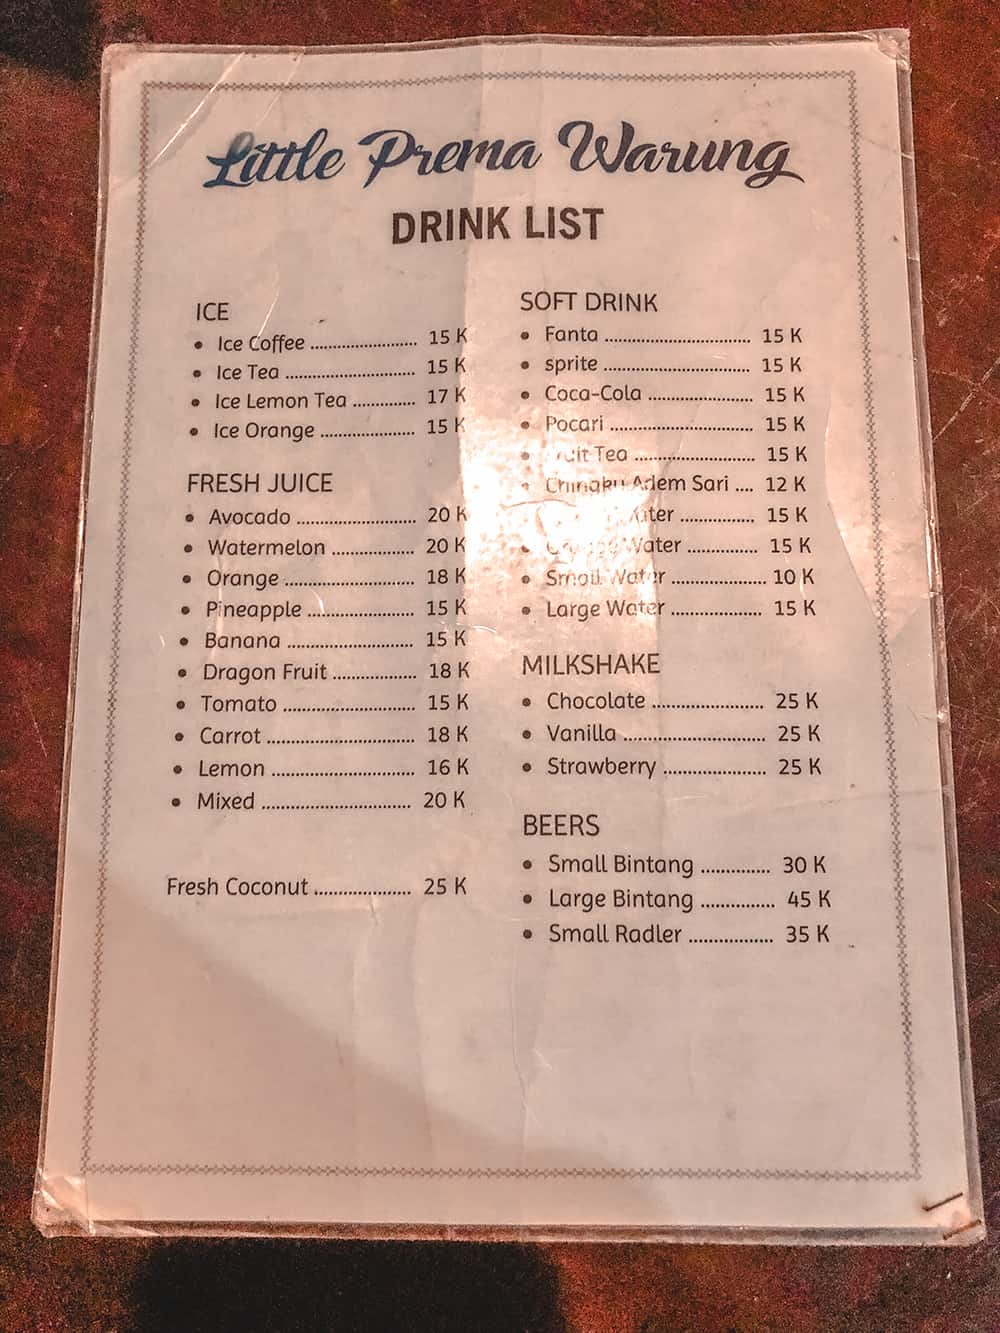 Little Prema Warung
DRINK LIST
ICE
• Ice Coffee ...................... 15 K
• Ice Tea ........................... 15 K
• Ice Lemon Tea ............. 17 K
• Ice Orange .................... 15 K
FRESH JUICE
• Avocado ......................... 20 K
• Watermelon ................. 20 K
• Orange ........................... 18 K
• Pineapple ...................... 15 K
• Banana .......................... 15 K
• Dragon Fruit ................. 18 K
• Tomato ........................... 15 K
• Carrot ............................... 18 K
• Lemon .............................. 16 K
• Mixed ............................... 20 K
Fresh Coconut .................... 25 K
SOFT DRINK
• Fanta ............................... 15 K
• sprite ............................... 15 K
• Coca-Cola ...................... 15 K
• Pocari .............................. 15 K
• Tea ......................... 15 K
• Adem Sari .... 12 K
• ................ 15 K
• Water ............... 15 K
• Small Water .................... 10 K
• Large Water ................... 15 K
MILKSHAKE
• Chocolate ....................... 25 K
• Vanilla .............................. 25 K
• Strawberry ..................... 25 K
BEERS
• Small Bintang .............. 30 K
• Large Bintang ............... 45 K
• Small Radler ................. 35 K